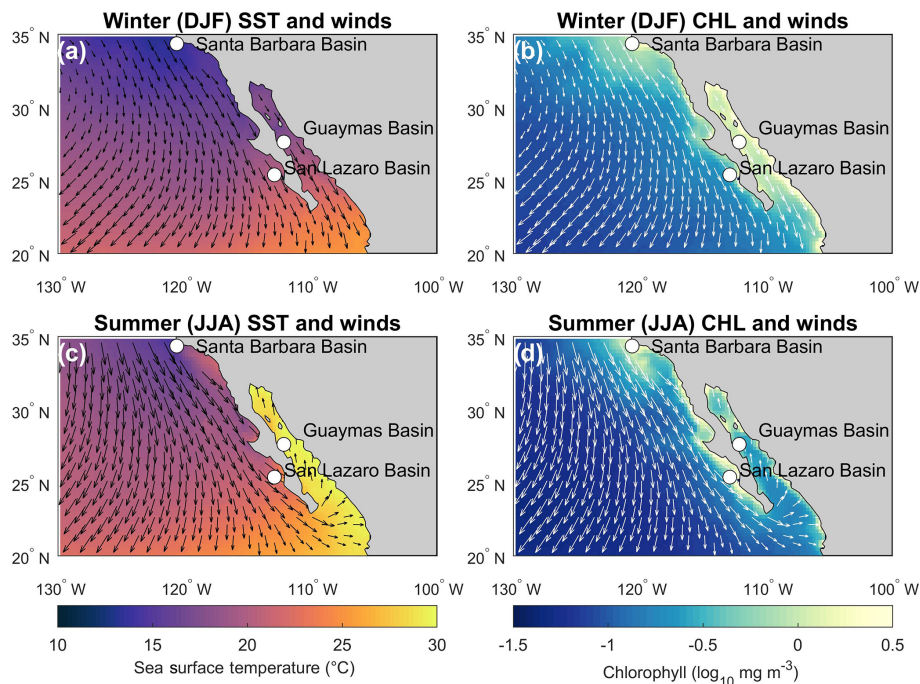 Winter (DJF) SST and winds
35° N
(a)
Santa Barbara Basin
30° N
Guaymas Basin
San Lazaro Basin
25° N
20° N
130° W
120° W
110° W
100° W
Winter (DJF) CHL and winds
35° N
(b)
Santa Barbara Basin
30° N
Guaymas Basin
San Lazaro Basin
25° N
20° N
130° W
120° W
110° W
100° W
Summer (JJA) SST and winds
35° N
(c)
Santa Barbara Basin
30° N
Guaymas Basin
San Lazaro Basin
25° N
20° N
130° W
120° W
110° W
100° W
Summer (JJA) CHL and winds
35° N
(d)
Santa Barbara Basin
30° N
Guaymas Basin
San Lazaro Basin
25° N
20° N
130° W
120° W
110° W
100° W
10 15 20 25 30
Sea surface temperature (°C)
-1.5 -1 -0.5 0 0.5
Chlorophyll (log₁₀ mg m⁻³)